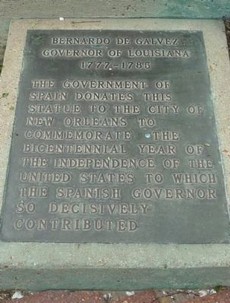 BERNARDO DE GALVEZ
GOVERNOR OF LOUISIANA
1777-1785
THE GOVERNMENT OF
SPAIN DONATES THIS
STATUE TO THE CITY OF
NEW ORLEANS TO
COMMEMORATE THE
BICENTENNIAL YEAR OF
THE INDEPENDENCE OF THE
UNITED STATES TO WHICH
THE SPANISH GOVERNOR
SO DECISIVELY
CONTRIBUTED